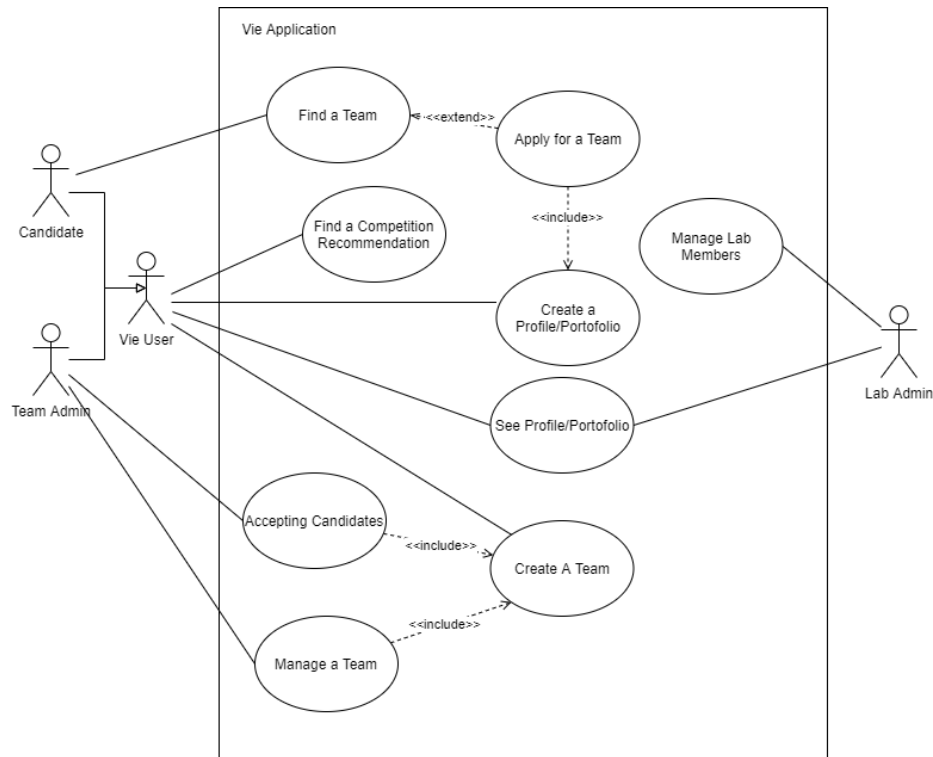 Vie Application
Find a Team
<<extend>>
Apply for a Team
Candidate
<<include>>
Find a Competition
Recommendation
Manage Lab
Members
Vie User
Create a
Profile/Portofolio
Team Admin
Lab Admin
See Profile/Portofolio
Accepting Candidates
<<include>>
Create A Team
<<include>>
Manage a Team